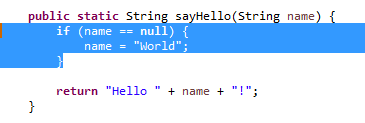 public static String sayHello(String name) {
    if (name == null) {
        name = "World";
    }

    return "Hello " + name + "!";
}